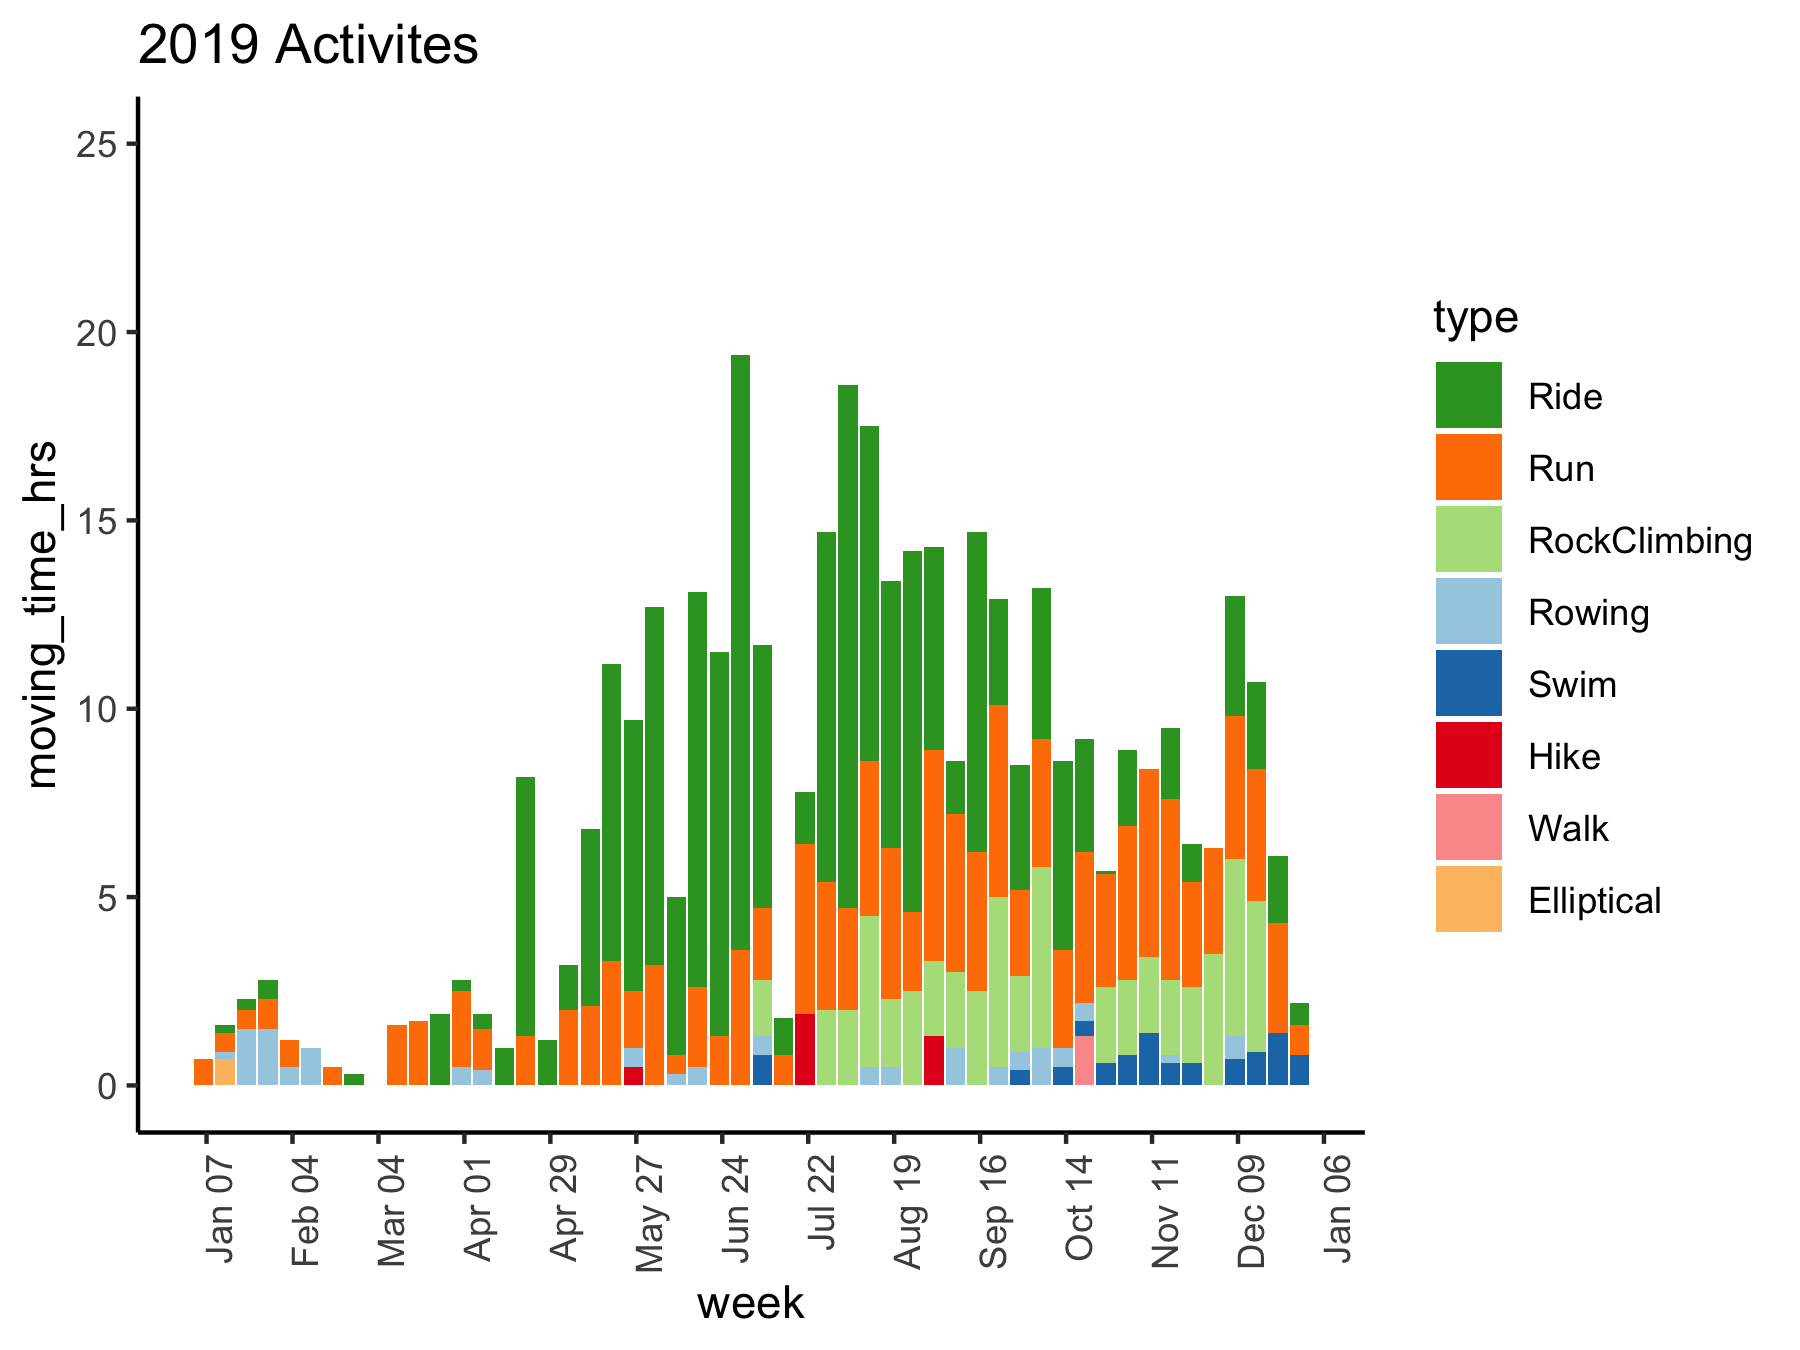 2019 Activites
moving_time_hrs
25
20
15
10
5
0
Jan 07
Feb 04
Mar 04
Apr 01
Apr 29
May 27
Jun 24
Jul 22
Aug 19
Sep 16
Oct 14
Nov 11
Dec 09
Jan 06
week
type
Ride
Run
RockClimbing
Rowing
Swim
Hike
Walk
Elliptical